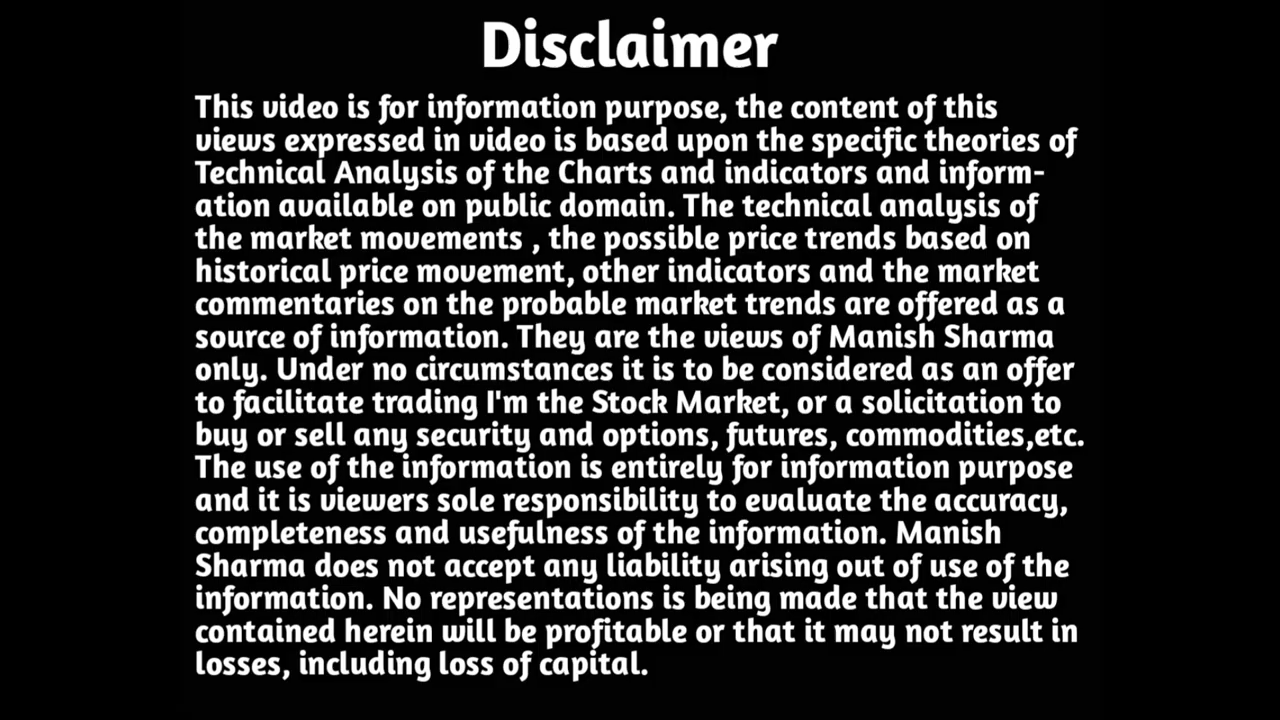 Disclaimer
This video is for information purpose, the content of this
views expressed in video is based upon the specific theories of
Technical Analysis of the Charts and indicators and inform-
ation available on public domain. The technical analysis of
the market movements , the possible price trends based on
historical price movement, other indicators and the market
commentaries on the probable market trends are offered as a
source of information. They are the views of Manish Sharma
only. Under no circumstances it is to be considered as an offer
to facilitate trading I'm the Stock Market, or a solicitation to
buy or sell any security and options, futures, commodities,etc.
The use of the information is entirely for information purpose
and it is viewers sole responsibility to evaluate the accuracy,
completeness and usefulness of the information. Manish
Sharma does not accept any liability arising out of use of the
information. No representations is being made that the view
contained herein will be profitable or that it may not result in
losses, including loss of capital.